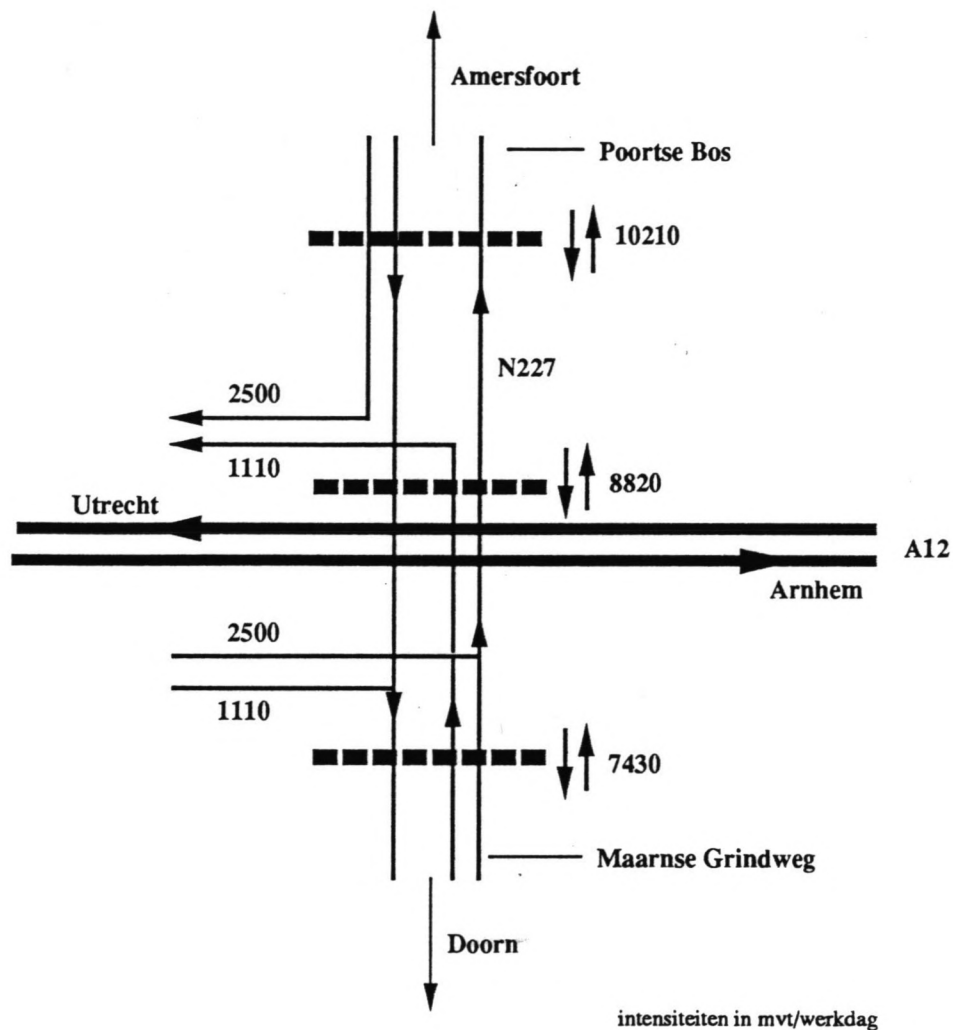 Amersfoort
Poortse Bos
10210
N227
2500
1110
8820
Utrecht
A12
Arnhem
2500
1110
7430
Maarnse Grindweg
Doorn
intensiteiten in mvt/werkdag